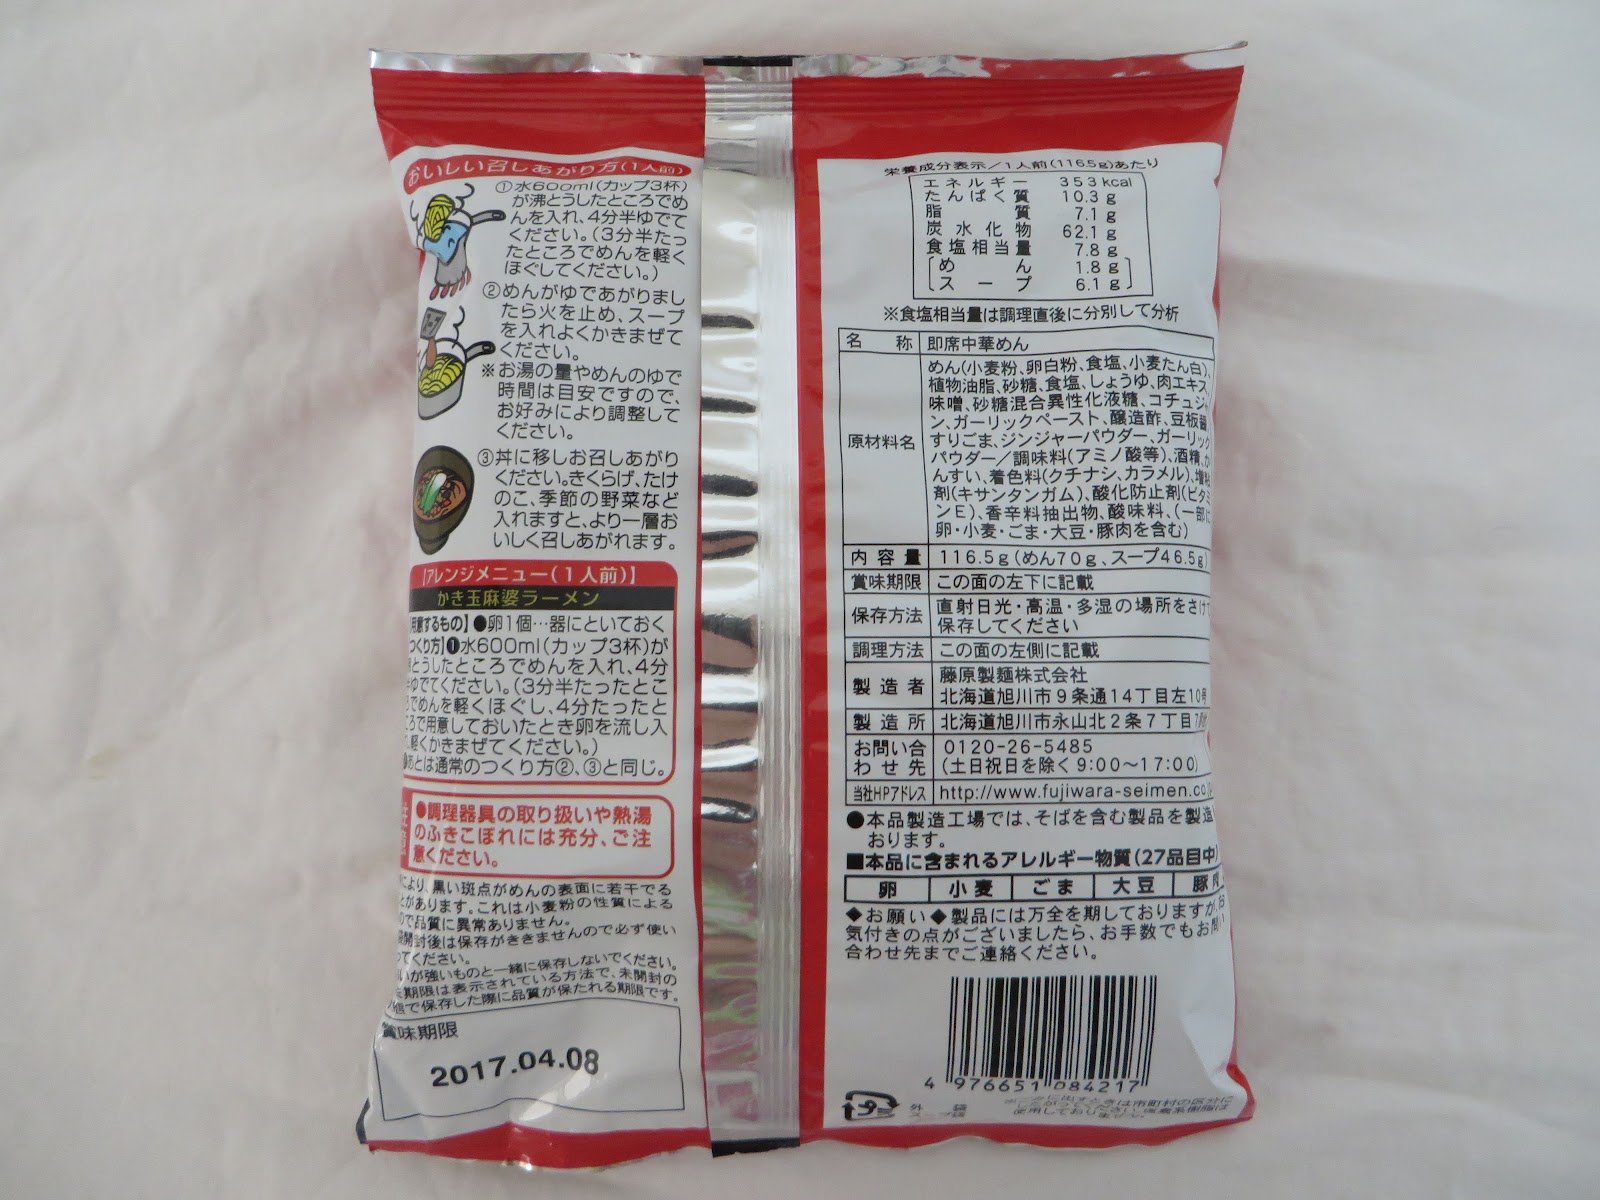 おいしい召しあがり方(1人前)
①水600ml(カップ3杯)
が沸とうしたところでめ
んを入れ、4分半ゆでて
ください。(3分半たっ
たところでめんを軽く
ほぐしてください。)
②めんがゆであがりまし
たら火を止め、スープ
を入れよくかきまぜて
ください。
※お湯の量やめんのゆで
時間は目安ですので、
お好みにより調整して
ください。
③丼に移しお召しあがり
ください。きくらげ、たけ
のこ、季節の野菜など
入れますと、より一層お
いしく召しあがれます。
【アレンジメニュー(1人前)】
かき玉麻婆ラーメン
用意するもの】●卵1個…器にといておく
つくり方】❶水600ml(カップ3杯)が
とうしたところでめんを入れ、4分
ゆでてください。(3分半たったとこ
でめんを軽くほぐし、4分たったと
ろで用意しておいたとき卵を流し入
軽くかきまぜてください。)
あとは通常のつくり方②、③と同じ。
●調理器具の取り扱いや熱湯
のふきこぼれには充分、ご注
意ください。
により、黒い斑点がめんの表面に若干でる
とがあります。これは小麦粉の性質による
で品質に異常ありません。
開封後は保存がききませんので必ず使い
てください。
いが強いものと一緒に保存しないでください。
期限は表示されている方法で、未開封の
で保存した際に品質が保たれる期限です。
賞味期限
2017.04.08
栄養成分表示/1人前(116.5g)あたり
エネルギー 353kcal
たんぱく質 10.3g
脂質 7.1g
炭水化物 62.1g
食塩相当量 7.8g
めん 1.8g
スープ 6.1g
※食塩相当量は調理直後に分別して分析
名称 即席中華めん
原材料名 めん(小麦粉、卵白粉、食塩、小麦たん白)、
植物油脂、砂糖、食塩、しょうゆ、肉エキス、
味噌、砂糖混合異性化液糖、コチュジャ
ン、ガーリックペースト、醸造酢、豆板醤、
すりごま、ジンジャーパウダー、ガーリック
パウダー/調味料(アミノ酸等)、酒精、か
んすい、着色料(クチナシ、カラメル)、増粘
剤(キサンタンガム)、酸化防止剤(ビタミ
ンE)、香辛料抽出物、酸味料、(一部に
卵・小麦・ごま・大豆・豚肉を含む)
内容量 116.5g(めん70g、スープ46.5g)
賞味期限 この面の左下に記載
保存方法 直射日光・高温・多湿の場所をさけて
保存してください
調理方法 この面の左側に記載
製造者 藤原製麺株式会社
北海道旭川市9条通14丁目左10号
製造所 北海道旭川市永山北2条7丁目
お問い合わせ先 0120-26-5485
(土日祝日を除く9:00〜17:00)
当社HPアドレス http://www.fujiwara-seimen.co.
●本品製造工場では、そばを含む製品を製造
おります。
■本品に含まれるアレルギー物質(27品目中)
卵 小麦 ごま 大豆 豚肉
◆お願い◆製品には万全を期しておりますが、お
気付きの点がございましたら、お手数でもお問い
合わせ先までご連絡ください。
4 976651 084217
プラ 外袋
スープ袋
使用しておりま